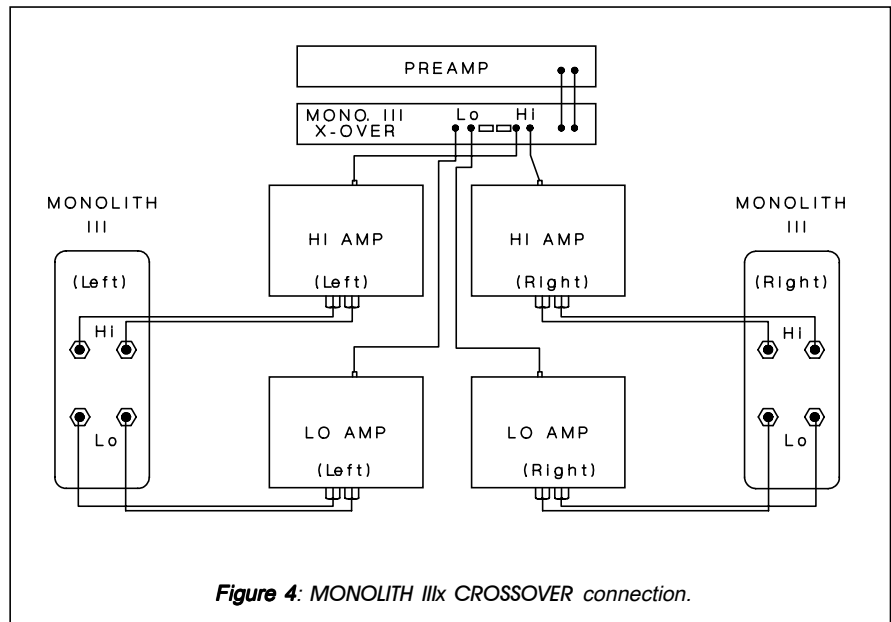 PREAMP
MONO. III Lo Hi
X-OVER
MONOLITH
III
MONOLITH
III
HI AMP
(Left)
HI AMP
(Right)
(Left)
Hi
Lo
(Right)
Hi
Lo
LO AMP
(Left)
LO AMP
(Right)
Figure 4: MONOLITH IIIx CROSSOVER connection.